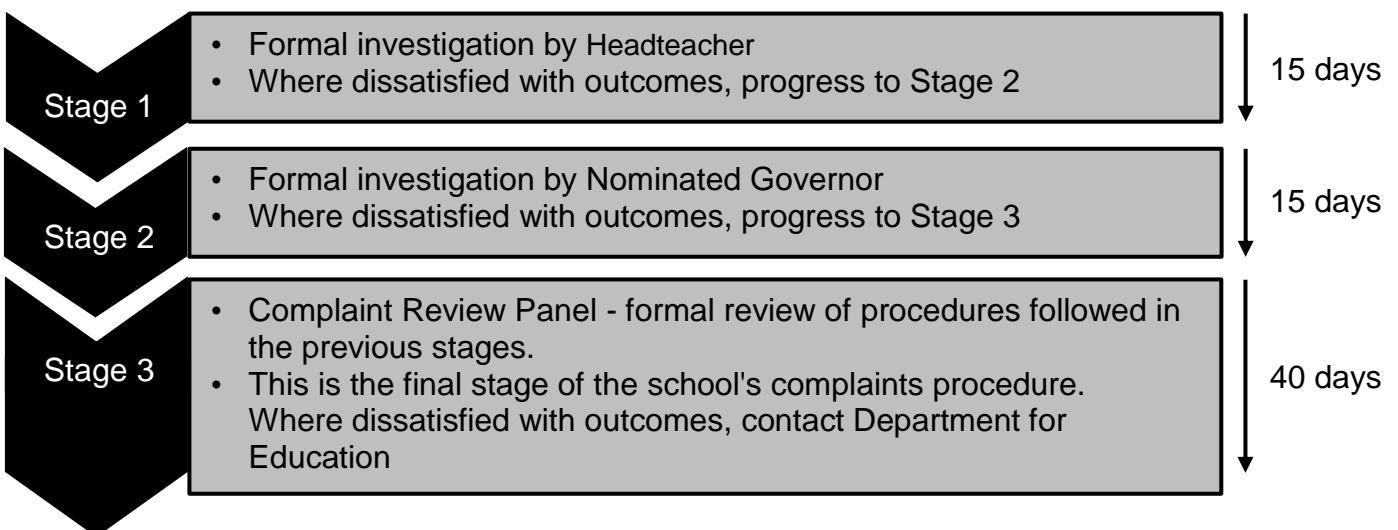 Stage 1
• Formal investigation by Headteacher
• Where dissatisfied with outcomes, progress to Stage 2
15 days
Stage 2
• Formal investigation by Nominated Governor
• Where dissatisfied with outcomes, progress to Stage 3
15 days
Stage 3
• Complaint Review Panel - formal review of procedures followed in
the previous stages.
• This is the final stage of the school's complaints procedure.
Where dissatisfied with outcomes, contact Department for
Education
40 days